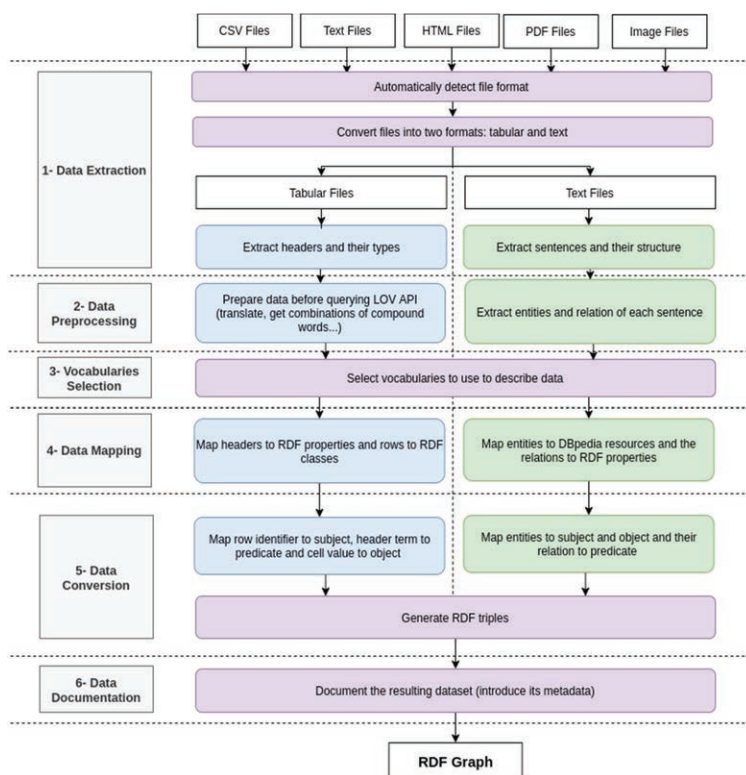 CSV Files
Text Files
HTML Files
PDF Files
Image Files
1- Data Extraction
Automatically detect file format
Convert files into two formats: tabular and text
Tabular Files
Text Files
Extract headers and their types
Extract sentences and their structure
2- Data
Preprocessing
Prepare data before querying LOV API
(translate, get combinations of compound
words...)
Extract entities and relation of each sentence
3- Vocabularies
Selection
Select vocabularies to use to describe data
4- Data Mapping
Map headers to RDF properties and rows to RDF
classes
Map entities to DBpedia resources and the
relations to RDF properties
5- Data
Conversion
Map row identifier to subject, header term to
predicate and cell value to object
Map entities to subject and object and their
relation to predicate
Generate RDF triples
6- Data
Documentation
Document the resulting dataset (introduce its metadata)
RDF Graph